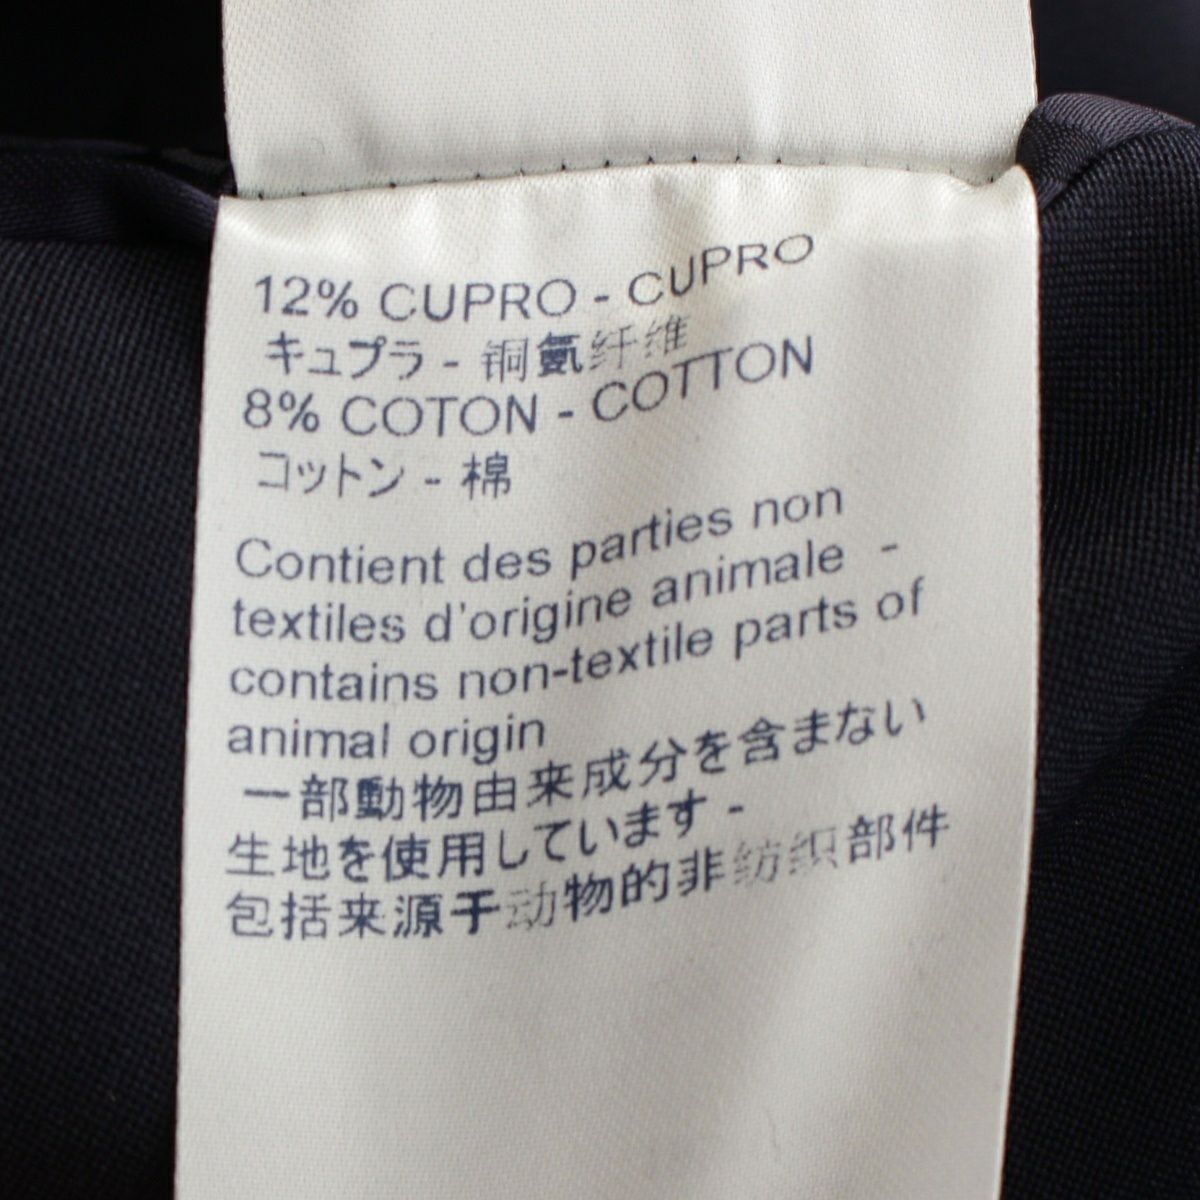 12% CUPRO - CUPRO
キュプラ - 铜氨纤维
8% COTON - COTTON
コットン - 棉
Contient des parties non
textiles d'origine animale -
contains non-textile parts of
animal origin
一部動物由来成分を含まない
生地を使用しています -
包括来源于动物的非纺织部件